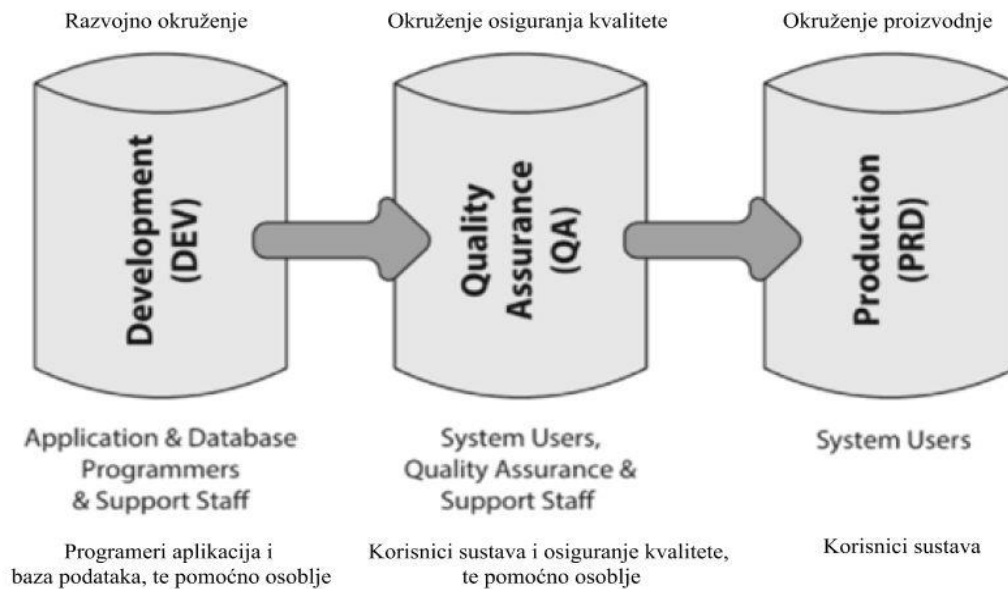 Razvojno okruženje
Okruženje osiguranja kvalitete
Okruženje proizvodnje
Development
(DEV)
Quality
Assurance
(QA)
Production
(PRD)
Application & Database
Programmers
& Support Staff
System Users,
Quality Assurance &
Support Staff
System Users
Programeri aplikacija i
baza podataka, te pomoćno osoblje
Korisnici sustava i osiguranje kvalitete,
te pomoćno osoblje
Korisnici sustava